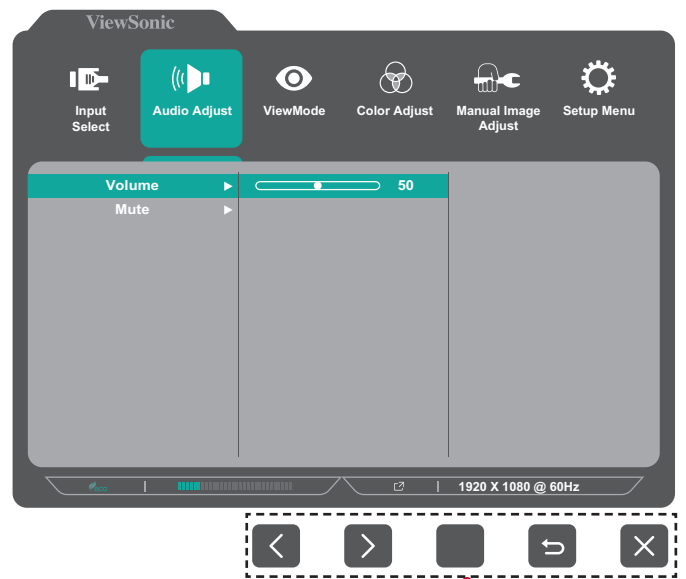 ViewSonic
Input
Select
Audio Adjust
ViewMode
Color Adjust
Manual Image
Adjust
Setup Menu
Volume
50
Mute
eco
1920 X 1080 @ 60Hz